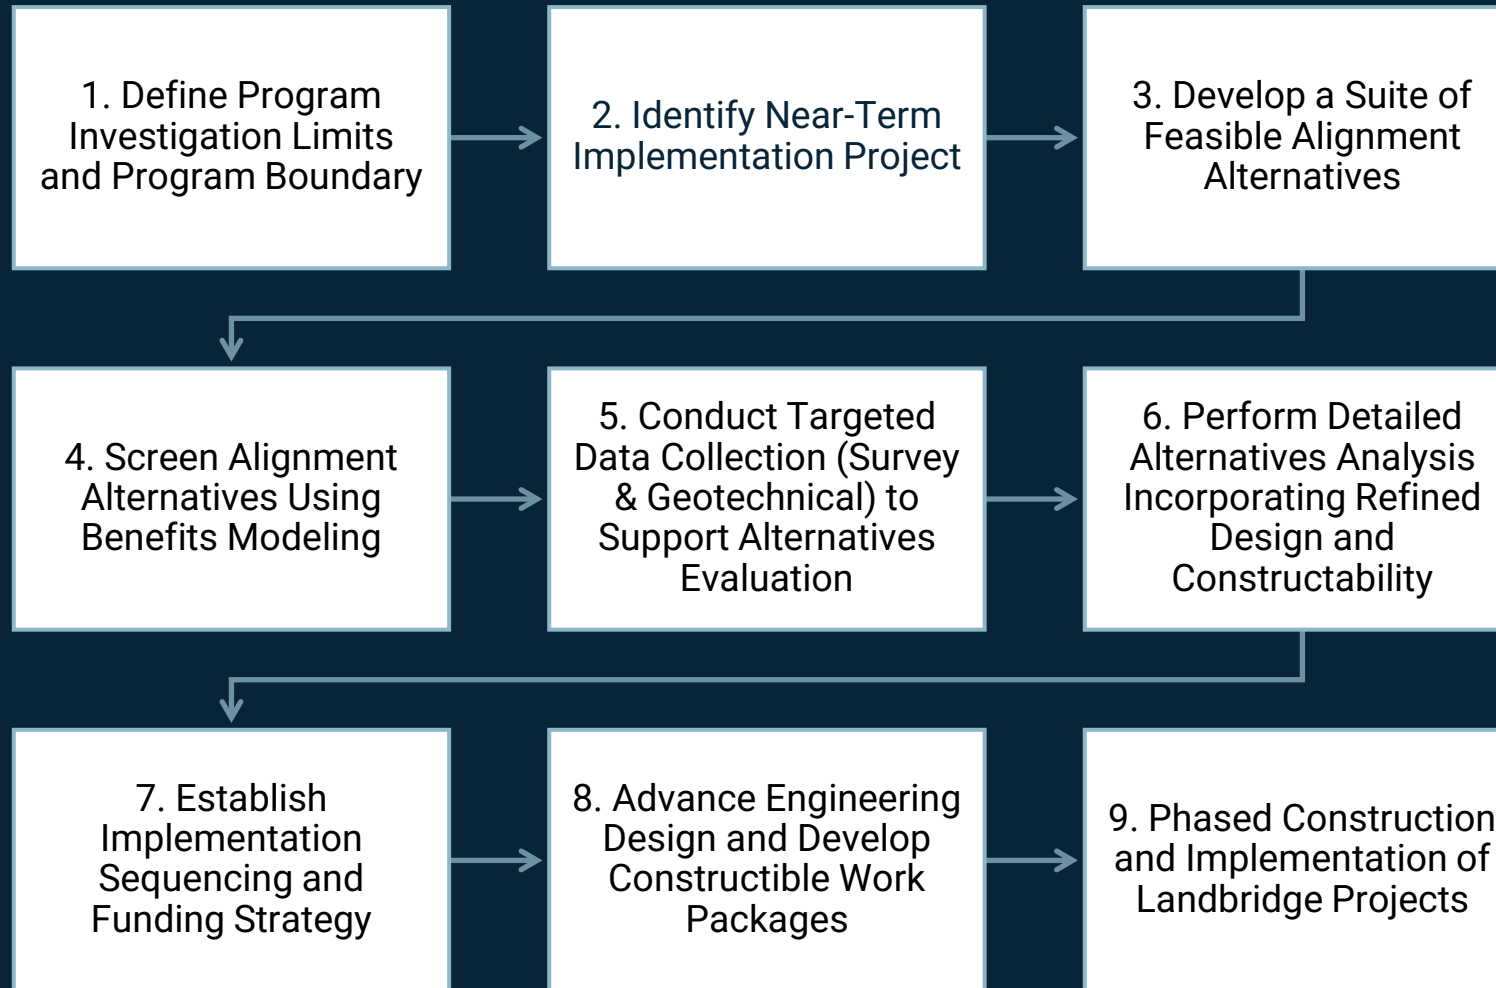 1. Define Program
Investigation Limits
and Program Boundary
2. Identify Near-Term
Implementation Project
3. Develop a Suite of
Feasible Alignment
Alternatives
4. Screen Alignment
Alternatives Using
Benefits Modeling
5. Conduct Targeted
Data Collection (Survey
& Geotechnical) to
Support Alternatives
Evaluation
6. Perform Detailed
Alternatives Analysis
Incorporating Refined
Design and
Constructability
7. Establish
Implementation
Sequencing and
Funding Strategy
8. Advance Engineering
Design and Develop
Constructible Work
Packages
9. Phased Construction
and Implementation of
Landbridge Projects